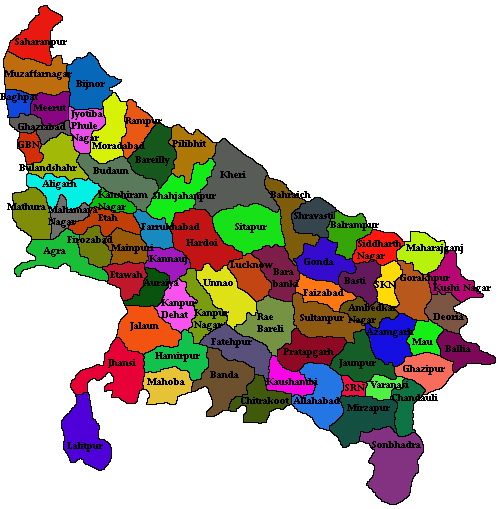 Saharanpur
Muzaffarnagar
Bijnor
Baghpat
Meerut
Jyotiba
Phule
Nagar
Rampur
Ghaziabad
Moradabad
GBN
Bareilly
Pilibhit
Bulandshahr
Budaun
Kheri
Aligarh
Kanshiram
Nagar
Shahjahanpur
Bahraich
Mathura
Mahamaya
Nagar
Etah
Farrukhabad
Sitapur
Shravasti
Balrampur
Hardoi
Siddharth
Nagar
Maharajganj
Agra
Firozabad
Mainpuri
Kannauj
Lucknow
Bara
banki
Gonda
Basti
SKN
Gorakhpur
Kushi Nagar
Etawah
Auraiya
Unnao
Faizabad
Kanpur
Dehat
Kanpur
Nagar
Rae
Bareli
Sultanpur
Ambedkar
Nagar
Deoria
Jalaun
Azamgarh
Mau
Ballia
Fatehpur
Pratapgarh
Jaunpur
Ghazipur
Jhansi
Hamirpur
Mahoba
Banda
Kaushambi
Chitrakoot
Allahabad
SRN
Varanasi
Chandauli
Mirzapur
Sonbhadra
Lalitpur